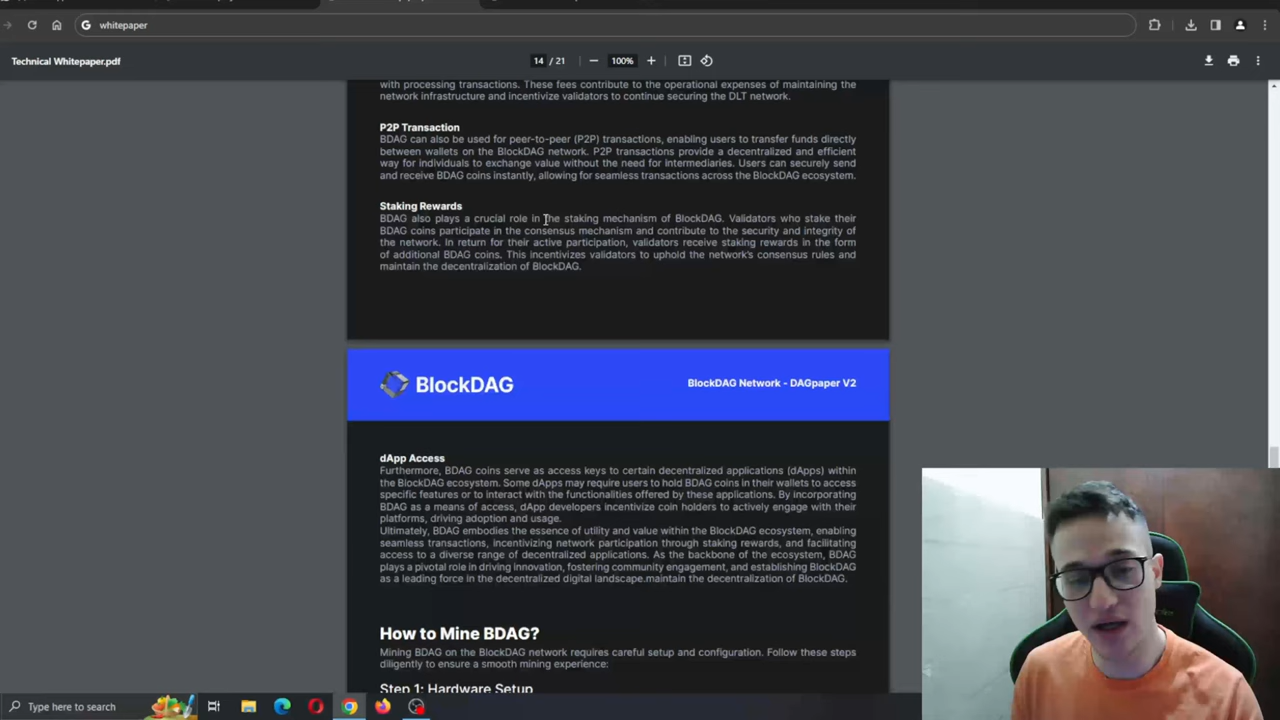 whitepaper
Technical Whitepaper.pdf
14 / 21
100%
with processing transactions. These fees contribute to the operational expenses of maintaining the
network infrastructure and incentivize validators to continue securing the DLT network.
P2P Transaction
BDAG can also be used for peer-to-peer (P2P) transactions, enabling users to transfer funds directly
between wallets on the BlockDAG network. P2P transactions provide a decentralized and efficient
way for individuals to exchange value without the need for intermediaries. Users can securely send
and receive BDAG coins instantly, allowing for seamless transactions across the BlockDAG ecosystem.
Staking Rewards
BDAG also plays a crucial role in the staking mechanism of BlockDAG. Validators who stake their
BDAG coins participate in the consensus mechanism and contribute to the security and integrity of
the network. In return for their active participation, validators receive staking rewards in the form
of additional BDAG coins. This incentivizes validators to uphold the network's consensus rules and
maintain the decentralization of BlockDAG.
BlockDAG
BlockDAG Network - DAGpaper V2
dApp Access
Furthermore, BDAG coins serve as access keys to certain decentralized applications (dApps) within
the BlockDAG ecosystem. Some dApps may require users to hold BDAG coins in their wallets to access
specific features or to interact with the functionalities offered by these applications. By incorporating
BDAG as a means of access, dApp developers incentivize coin holders to actively engage with their
platforms, driving adoption and usage.
Ultimately, BDAG embodies the essence of utility and value within the BlockDAG ecosystem, enabling
seamless transactions, incentivizing network participation through staking rewards, and facilitating
access to a diverse range of decentralized applications. As the backbone of the ecosystem, BDAG
plays a pivotal role in driving innovation, fostering community engagement, and establishing BlockDAG
as a leading force in the decentralized digital landscape.maintain the decentralization of BlockDAG.
How to Mine BDAG?
Mining BDAG on the BlockDAG network requires careful setup and configuration. Follow these steps
diligently to ensure a smooth mining experience:
Step 1: Hardware Setup
Type here to search